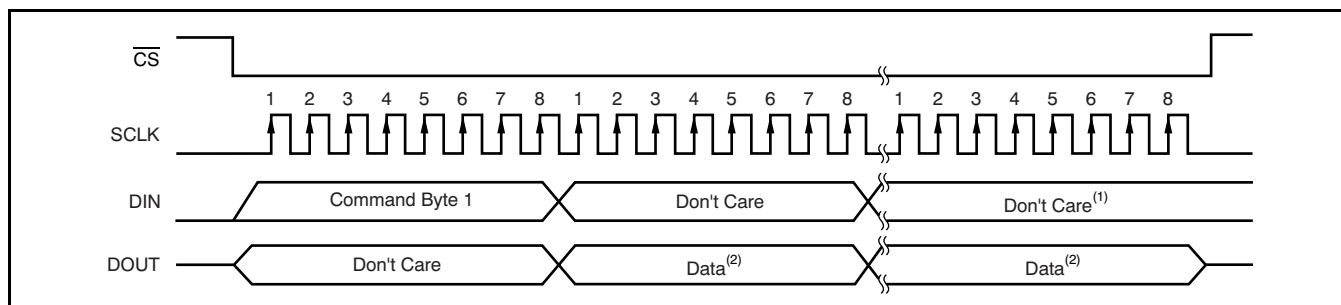 CS
1 2 3 4 5 6 7 8 1 2 3 4 5 6 7 8 1 2 3 4 5 6 7 8
SCLK
DIN Command Byte 1 Don't Care Don't Care(1)
DOUT Don't Care Data(2) Data(2)